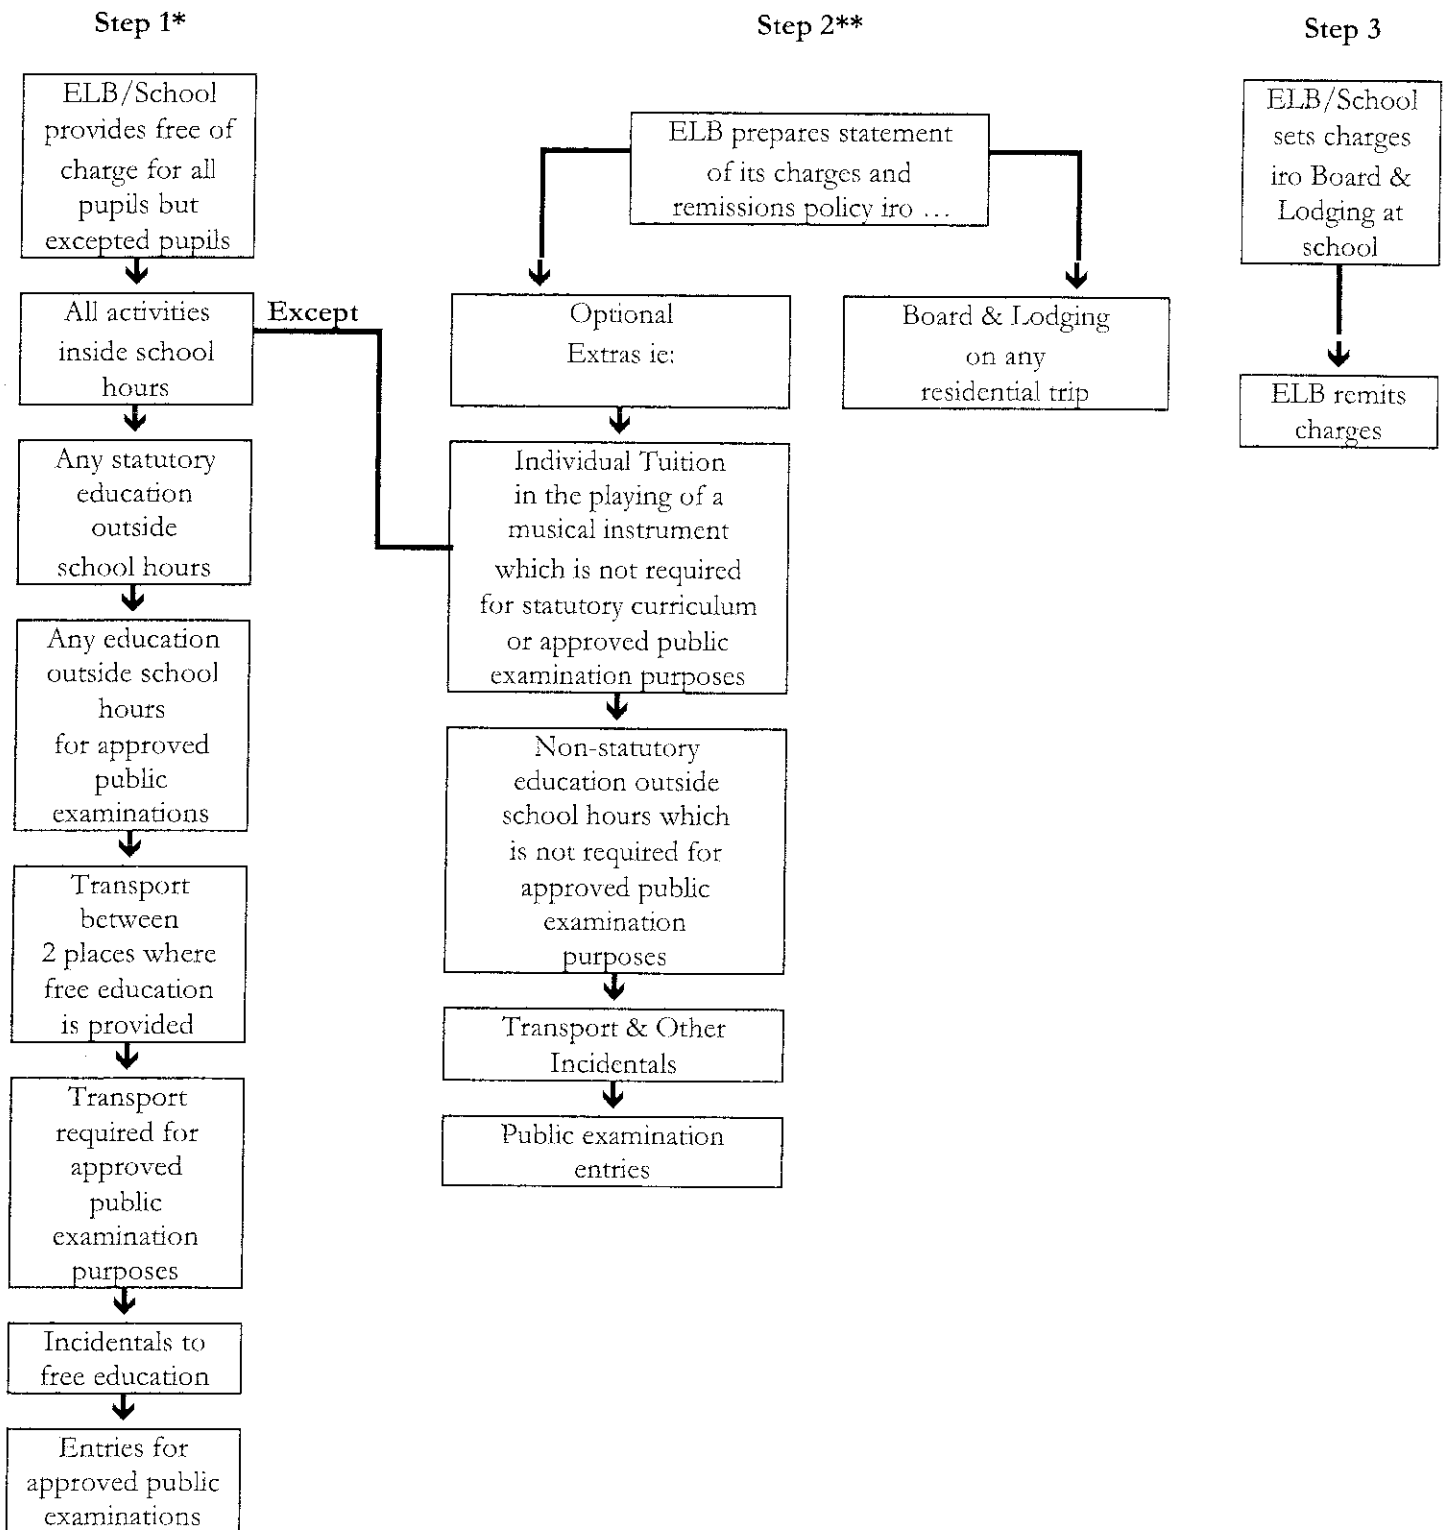 Step 1*
ELB/School
provides free of
charge for all
pupils but
excepted pupils
All activities
inside school
hours
Except
Any statutory
education
outside
school hours
Any education
outside school
hours
for approved
public
examinations
Transport
between
2 places where
free education
is provided
Transport
required for
approved
public
examination
purposes
Incidentals to
free education
Entries for
approved public
examinations
Step 2**
ELB prepares statement
of its charges and
remissions policy iro ...
Optional
Extras ie:
Individual Tuition
in the playing of a
musical instrument
which is not required
for statutory curriculum
or approved public
examination purposes
Non-statutory
education outside
school hours which
is not required for
approved public
examination
purposes
Transport & Other
Incidentals
Public examination
entries
Board & Lodging
on any
residential trip
Step 3
ELB/School
sets charges
iro Board &
Lodging at
school
ELB remits
charges